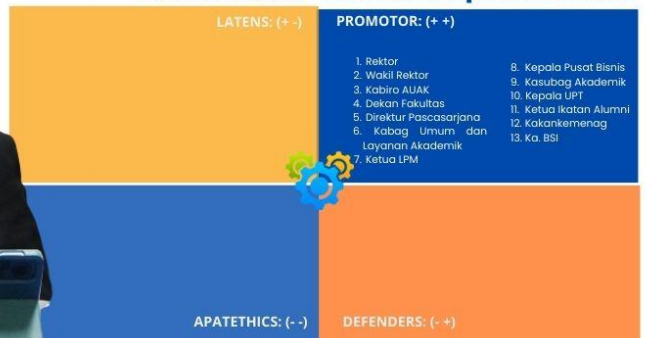 LATENS: (+ -)
PROMOTOR: (+ +)
1. Rektor
2. Wakil Rektor
3. Kabiro AUAK
4. Dekan Fakultas
5. Direktur Pascasarjana
6. Kabag Umum dan
Layanan Akademik
7. Ketua LPM
8. Kepala Pusat Bisnis
9. Kasubag Akademik
10. Kepala UPT
11. Ketua Ikatan Alumni
12. Kakankemenag
13. Ka. BSI
APATETHICS: (- -)
DEFENDERS: (- +)